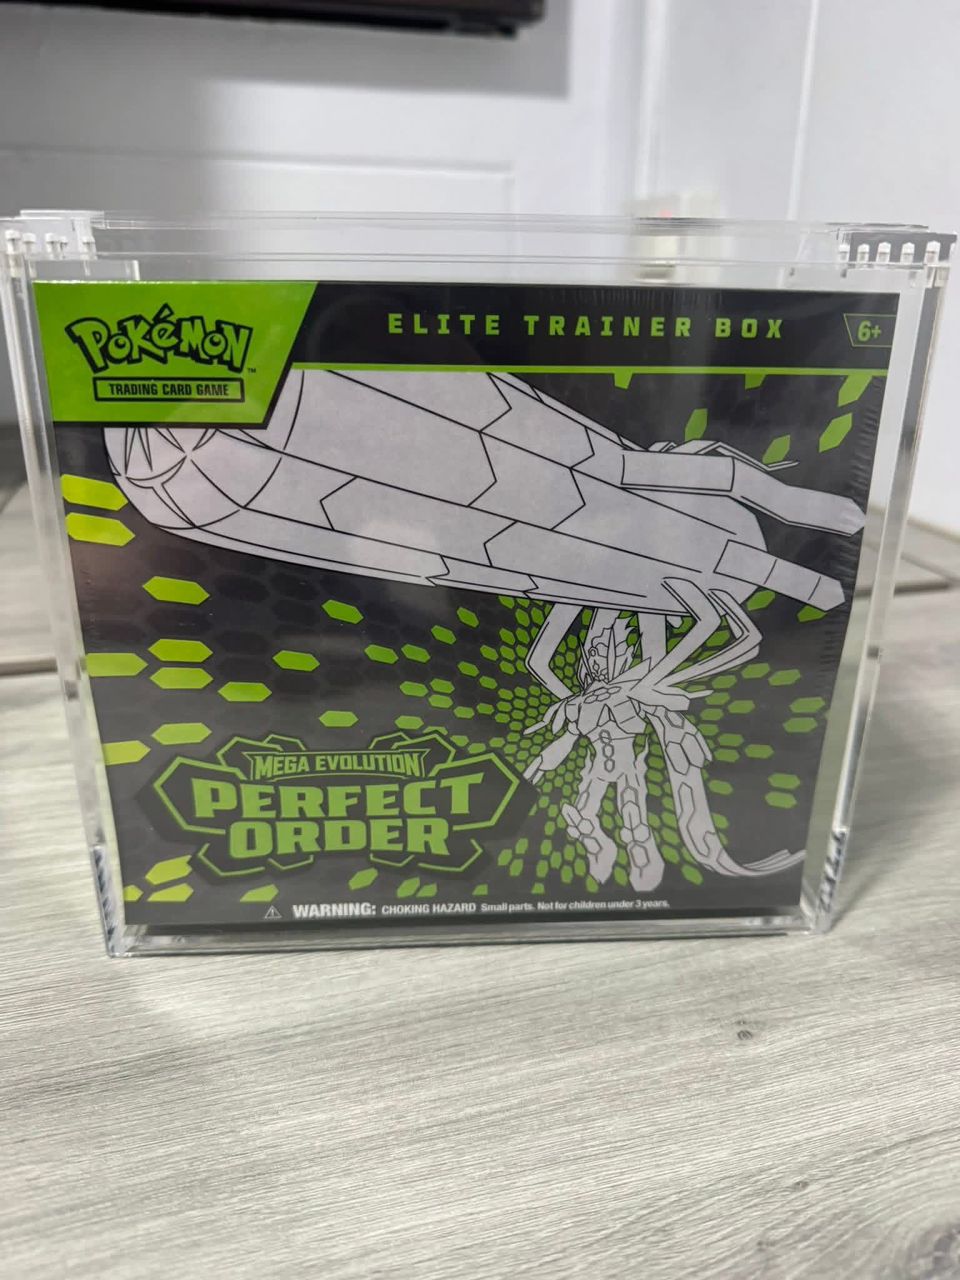 POKéMON™
TRADING CARD GAME
ELITE TRAINER BOX
6+
MEGA EVOLUTION
PERFECT
ORDER
⚠ WARNING: CHOKING HAZARD Small parts. Not for children under 3 years.